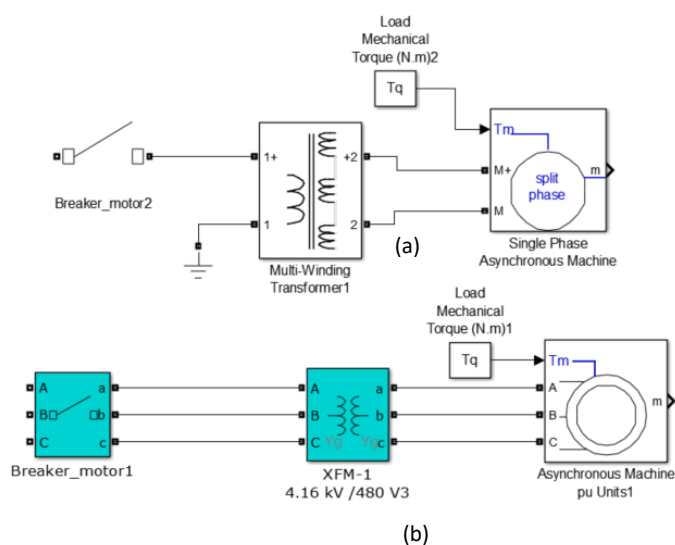 Load
Mechanical
Torque (N.m)2
Tq
Tm
1+
+2
M+
m
split
phase
1
2
M
Breaker_motor2
Multi-Winding
Transformer1
(a)
Single Phase
Asynchronous Machine
Load
Mechanical
Torque (N.m)1
Tq
Tm
A
a
A
a
A
m
B
b
B
b
B
C
c
C
Yg
Yg
c
C
Breaker_motor1
XFM-1
4.16 kV /480 V3
Asynchronous Machine
pu Units1
(b)